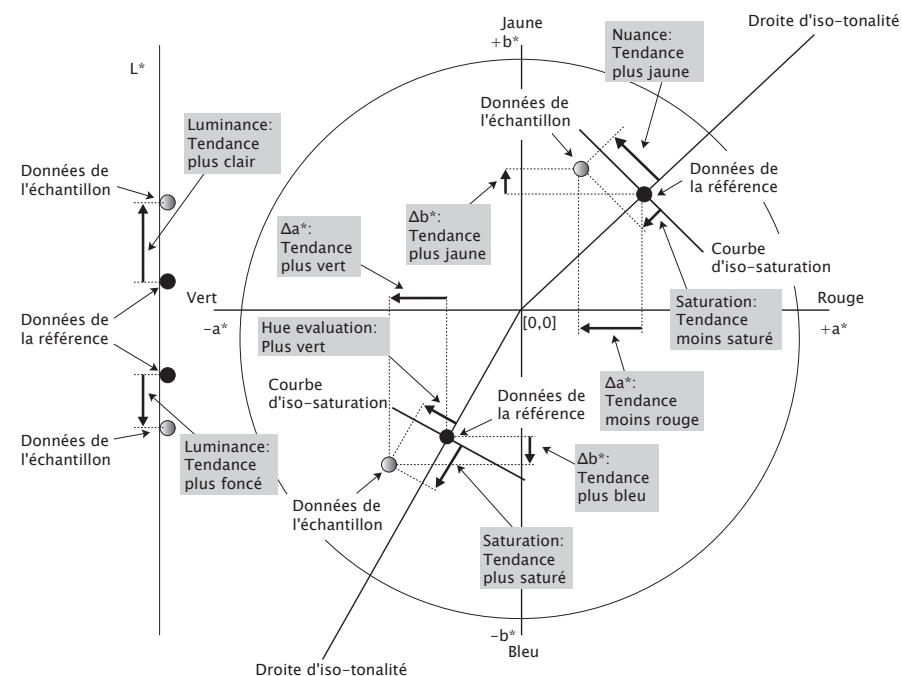 Jaune
+b*
Droite d'iso-tonalité
Nuance:
Tendance
plus jaune
L*
Données de
l'échantillon
Luminance:
Tendance
plus clair
Données de
l'échantillon
Données de
la référence
Δb*:
Tendance
plus jaune
Δa*:
Tendance
plus vert
Courbe
d'iso-saturation
Vert
-a*
[0,0]
Rouge
+a*
Saturation:
Tendance
moins saturé
Données de
la référence
Hue evaluation:
Plus vert
Δa*:
Tendance
moins rouge
Courbe
d'iso-saturation
Données de
la référence
Données de
l'échantillon
Luminance:
Tendance
plus foncé
Δb*:
Tendance
plus bleu
Données de
l'échantillon
Saturation:
Tendance
plus saturé
-b*
Bleu
Droite d'iso-tonalité